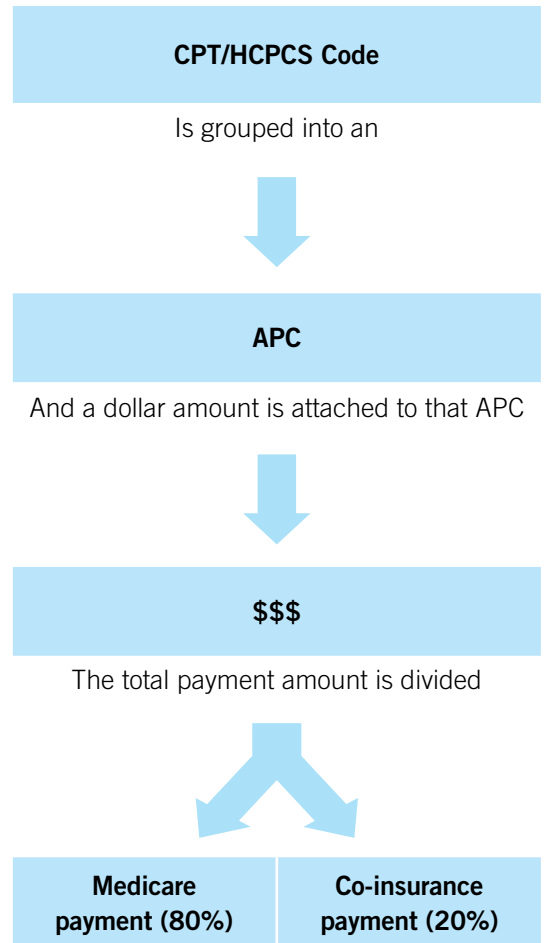 CPT/HCPCS Code
Is grouped into an
APC
And a dollar amount is attached to that APC
$$$
The total payment amount is divided
Medicare
payment (80%)
Co-insurance
payment (20%)